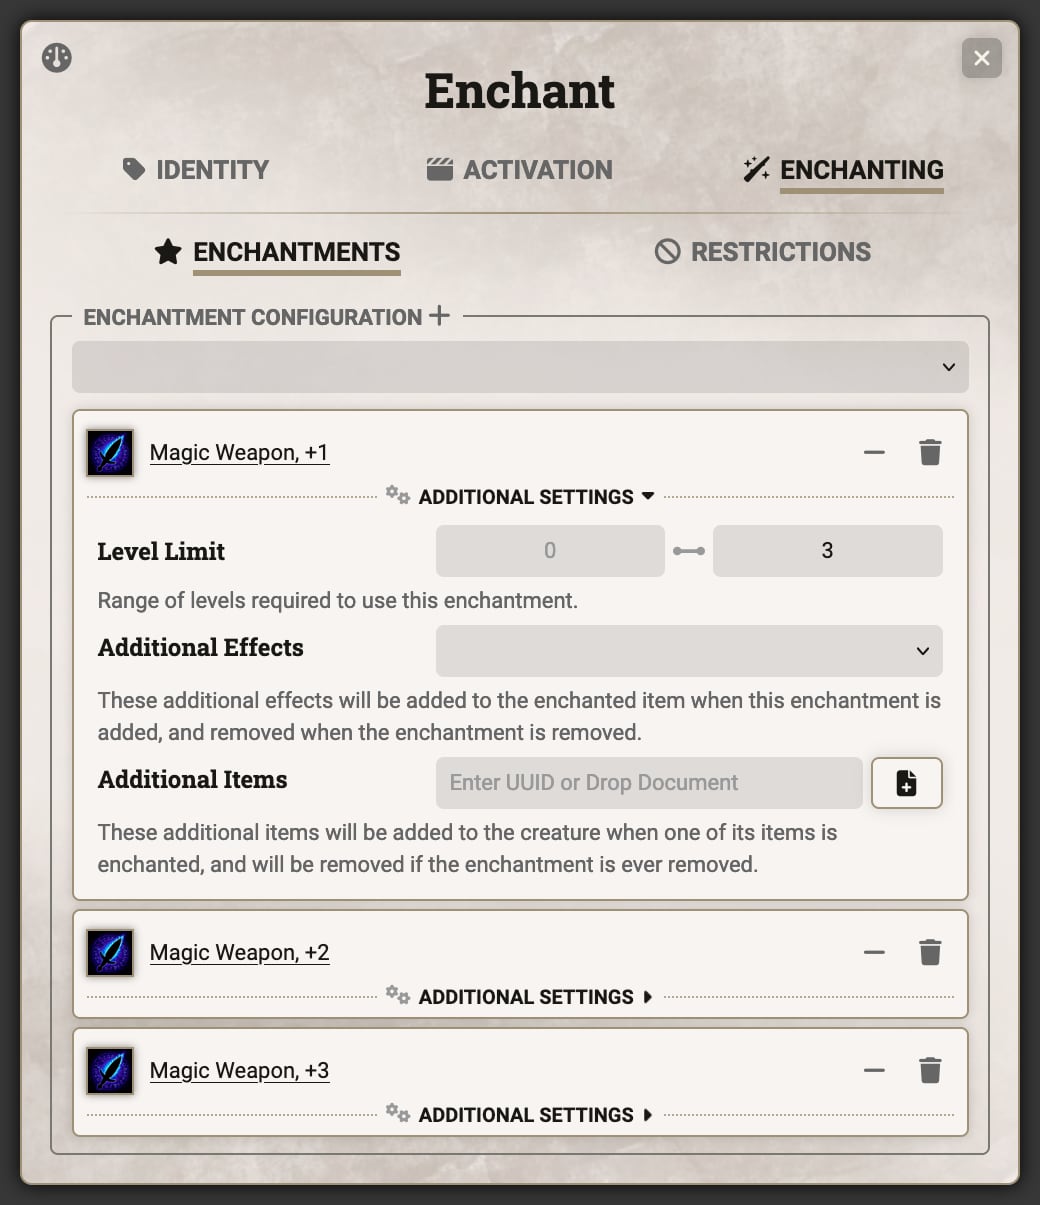 Enchant
IDENTITY
ACTIVATION
ENCHANTING
ENCHANTMENTS
RESTRICTIONS
ENCHANTMENT CONFIGURATION
Magic Weapon, +1
ADDITIONAL SETTINGS
Level Limit
0
3
Range of levels required to use this enchantment.
Additional Effects
These additional effects will be added to the enchanted item when this enchantment is
added, and removed when the enchantment is removed.
Additional Items
Enter UUID or Drop Document
These additional items will be added to the creature when one of its items is
enchanted, and will be removed if the enchantment is ever removed.
Magic Weapon, +2
ADDITIONAL SETTINGS
Magic Weapon, +3
ADDITIONAL SETTINGS